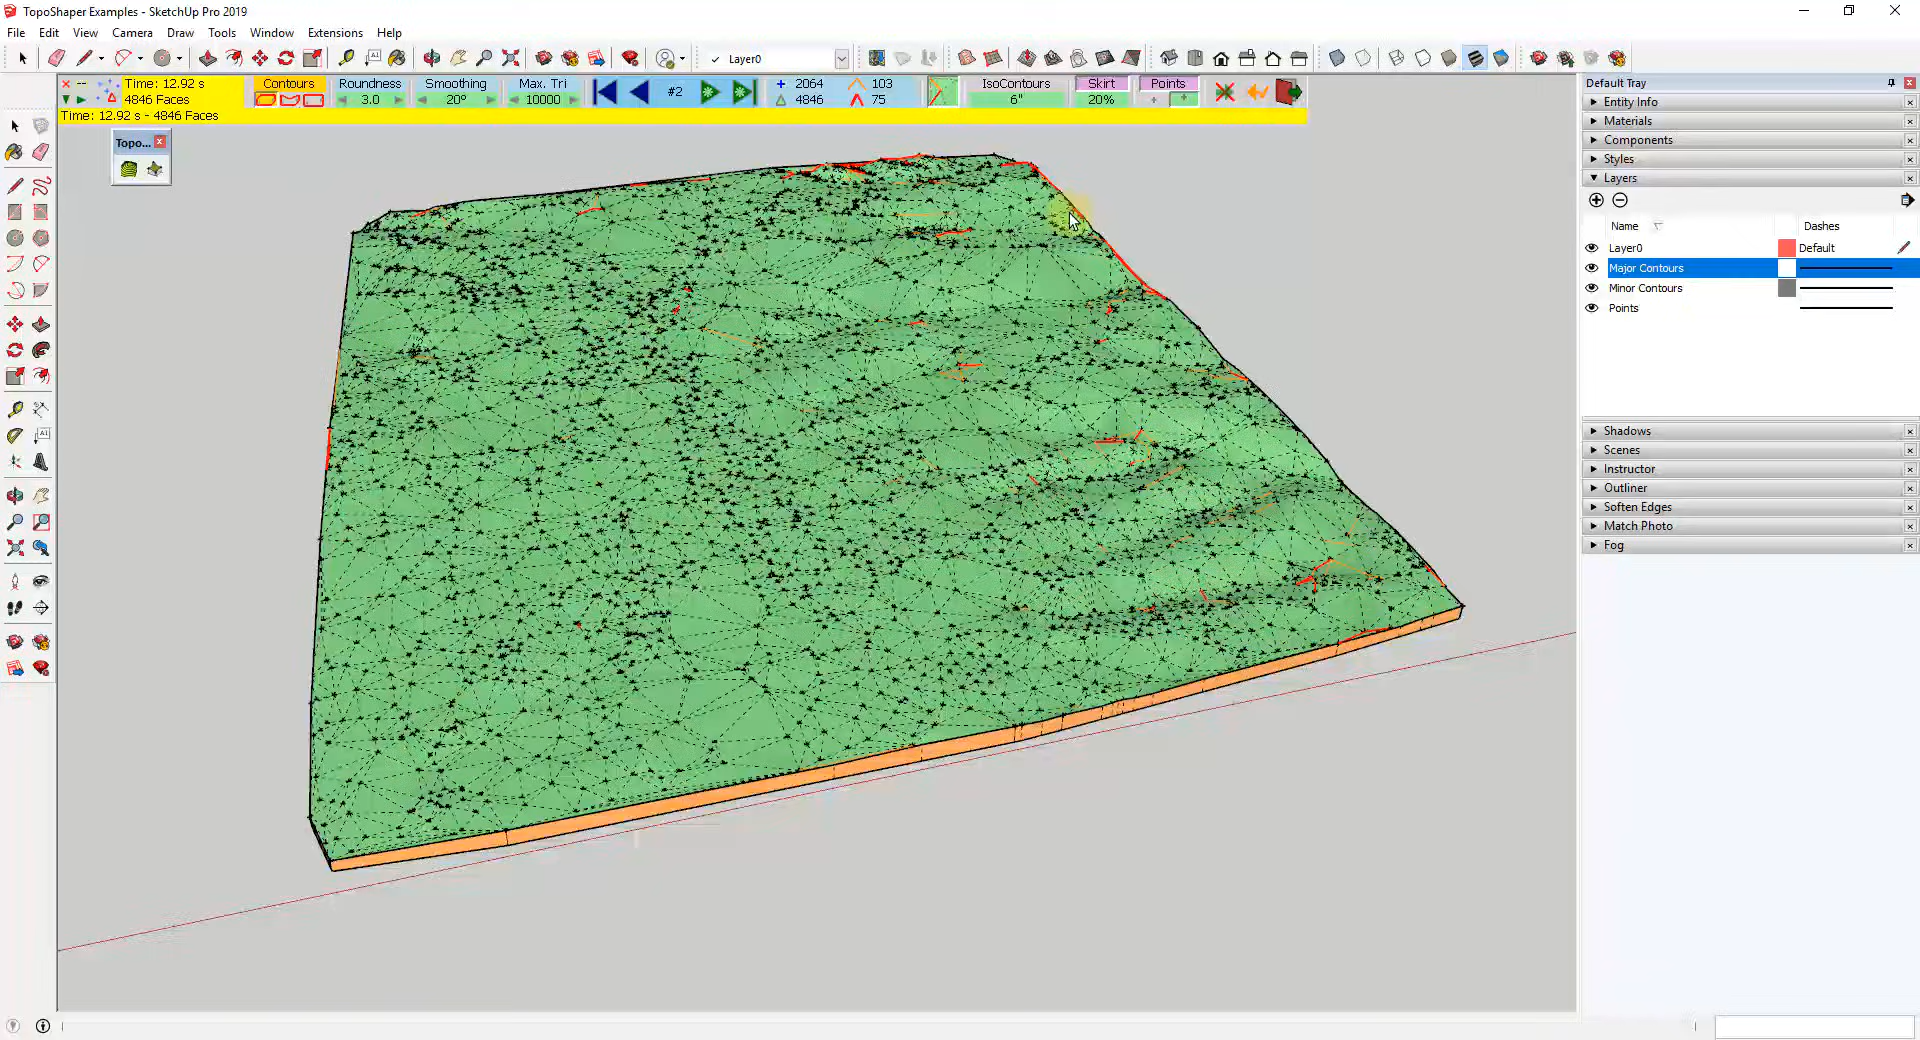 TopoShaper Examples - SketchUp Pro 2019
File Edit View Camera Draw Tools Window Extensions Help
Layer0
Time: 12.92 s
4846 Faces
Contours
Roundness
3.0
Smoothing
20°
Max. Tri
10000
#2
2064
4846
103
75
IsoContours
6"
Skirt
20%
Points
Time: 12.92 s - 4846 Faces
Topo...
Default Tray
Entity Info
Materials
Components
Styles
Layers
Name Dashes
Layer0 Default
Major Contours
Minor Contours
Points
Shadows
Scenes
Instructor
Outliner
Soften Edges
Match Photo
Fog